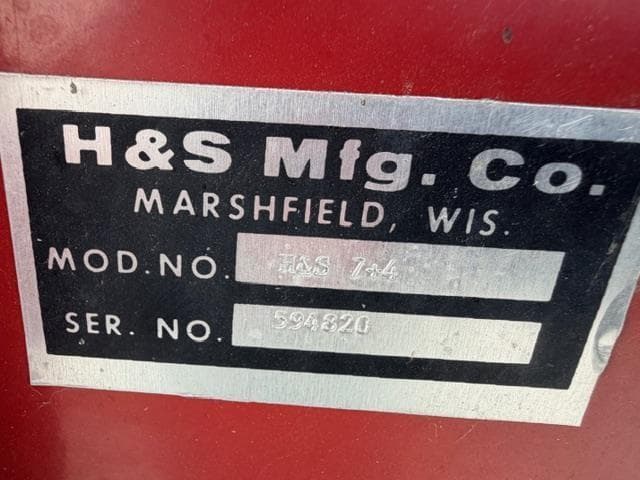 H&S Mfg. Co.
MARSHFIELD, WIS.
MOD. NO. H&S 7+4
SER. NO. 594820